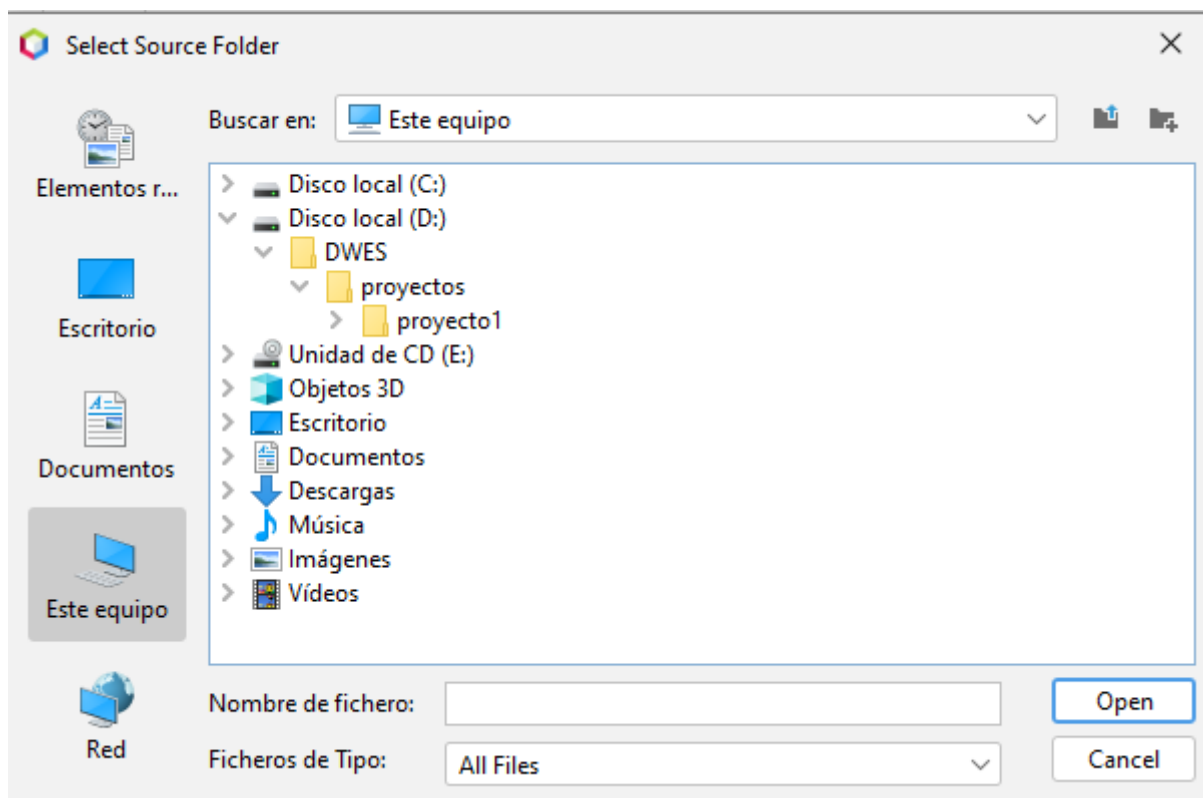 Select Source Folder
Buscar en: Este equipo
Elementos r...
Escritorio
Documentos
Este equipo
Red
Disco local (C:)
Disco local (D:)
DWES
proyectos
proyecto1
Unidad de CD (E:)
Objetos 3D
Escritorio
Documentos
Descargas
Música
Imágenes
Vídeos
Nombre de fichero:
Open
Ficheros de Tipo: All Files
Cancel